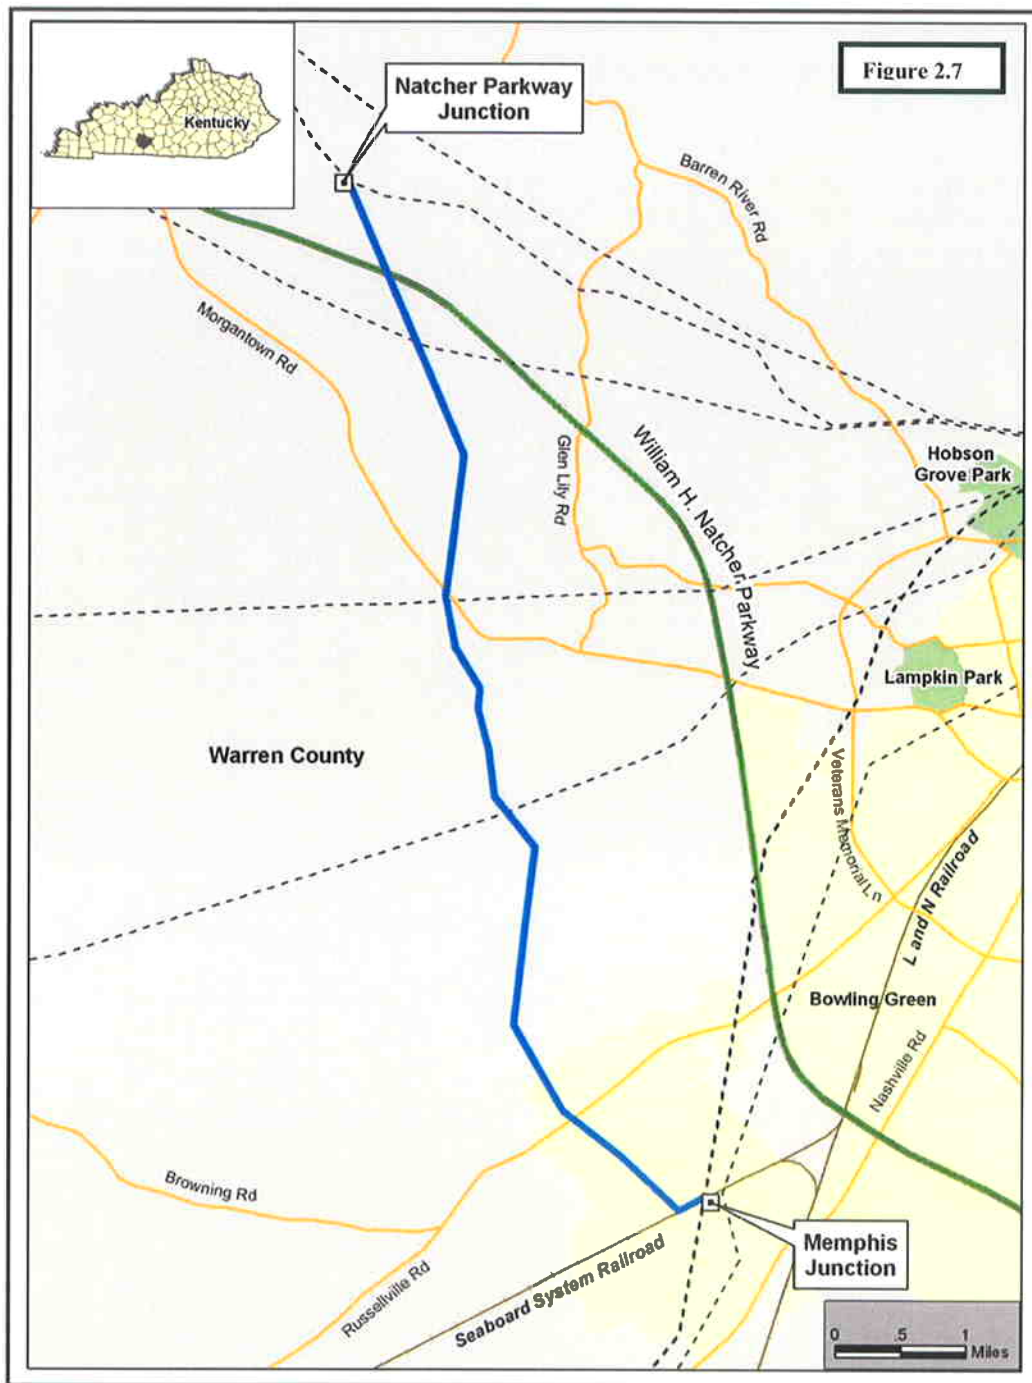 Figure 2.7
Kentucky
Natcher Parkway
Junction
Barren River Rd
Morgantown Rd
Glen Lily Rd
William H. Natcher Parkway
Hobson
Grove Park
Lampkin Park
Warren County
Veterans Memorial Ln
L and N Railroad
Bowling Green
Nashville Rd
Browning Rd
Russellville Rd
Seaboard System Railroad
Memphis
Junction
0 .5 1
Miles